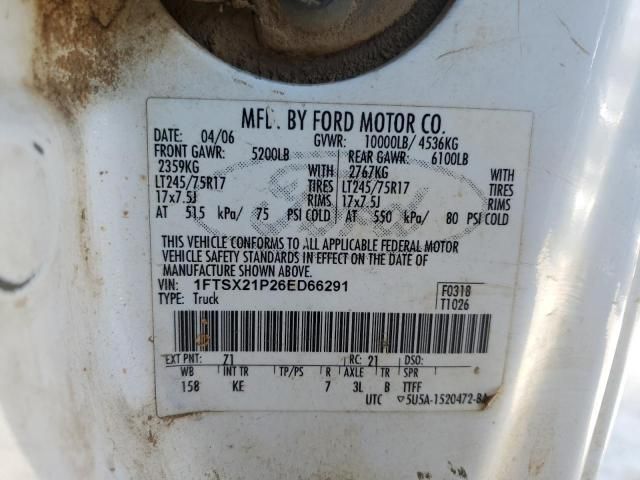 MFD. BY FORD MOTOR CO.
DATE: 04/06 GVWR: 10000LB/ 4536KG
FRONT GAWR: 5200LB REAR GAWR: 6100LB
2359KG WITH 2767KG WITH
LT245/75R17 TIRES LT245/75R17 TIRES
17x7.5J RIMS 17x7.5J RIMS
AT 515 kPa/ 75 PSI COLD AT 550 kPa/ 80 PSI COLD
Ford
THIS VEHICLE CONFORMS TO ALL APPLICABLE FEDERAL MOTOR
VEHICLE SAFETY STANDARDS IN EFFECT ON THE DATE OF
MANUFACTURE SHOWN ABOVE.
VIN: 1FTSX21P26ED66291 F0318
TYPE: Truck T1026
EXT PNT: Z1 RC: 21 DSO:
WB INT TR TP/PS R AXLE TR SPR
158 KE 7 3L B TTFF
UTC ▽5U5A-1520472-BA